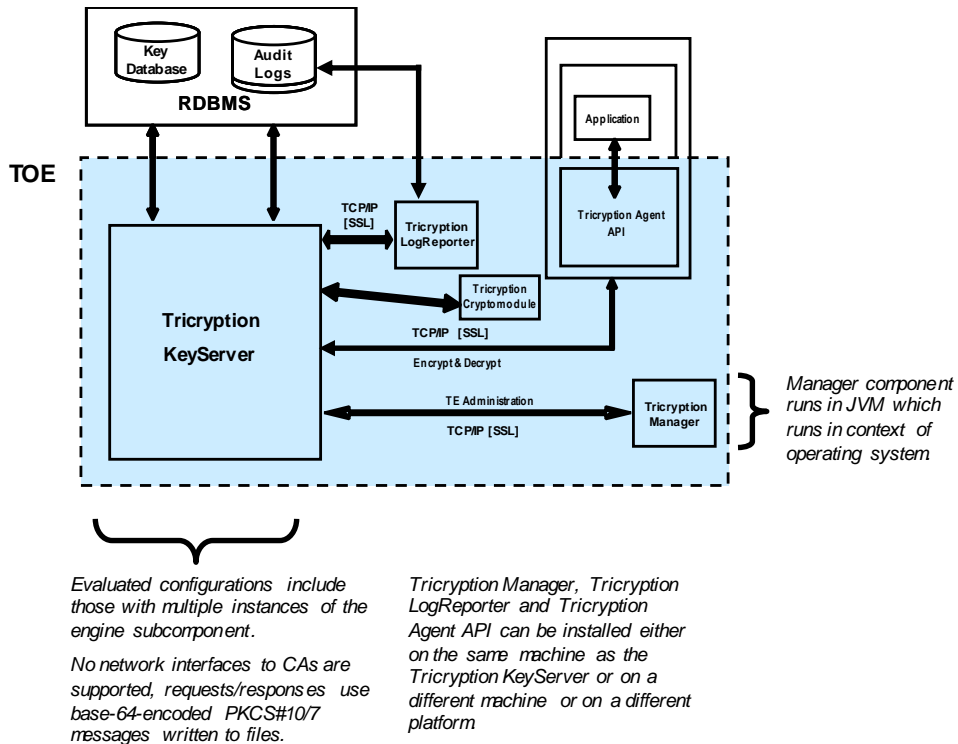 Key
Database
Audit
Logs
RDBMS
Application
TOE
TCP/IP
[SSL]
Tricryption
LogReporter
Tricryption Agent
API
Tricryption
Cryptomodule
Tricryption
KeyServer
TCP/IP [SSL]
Encrypt & Decrypt
TE Administration
TCP/IP [SSL]
Tricryption
Manager
Manager component
runs in JVM which
runs in context of
operating system.
Evaluated configurations include
those with multiple instances of the
engine subcomponent.
No network interfaces to CAs are
supported, requests/responses use
base-64-encoded PKCS#10/7
messages written to files.
Tricryption Manager, Tricryption
LogReporter and Tricryption
Agent API can be installed either
on the same machine as the
Tricryption KeyServer or on a
different machine or on a different
platform.